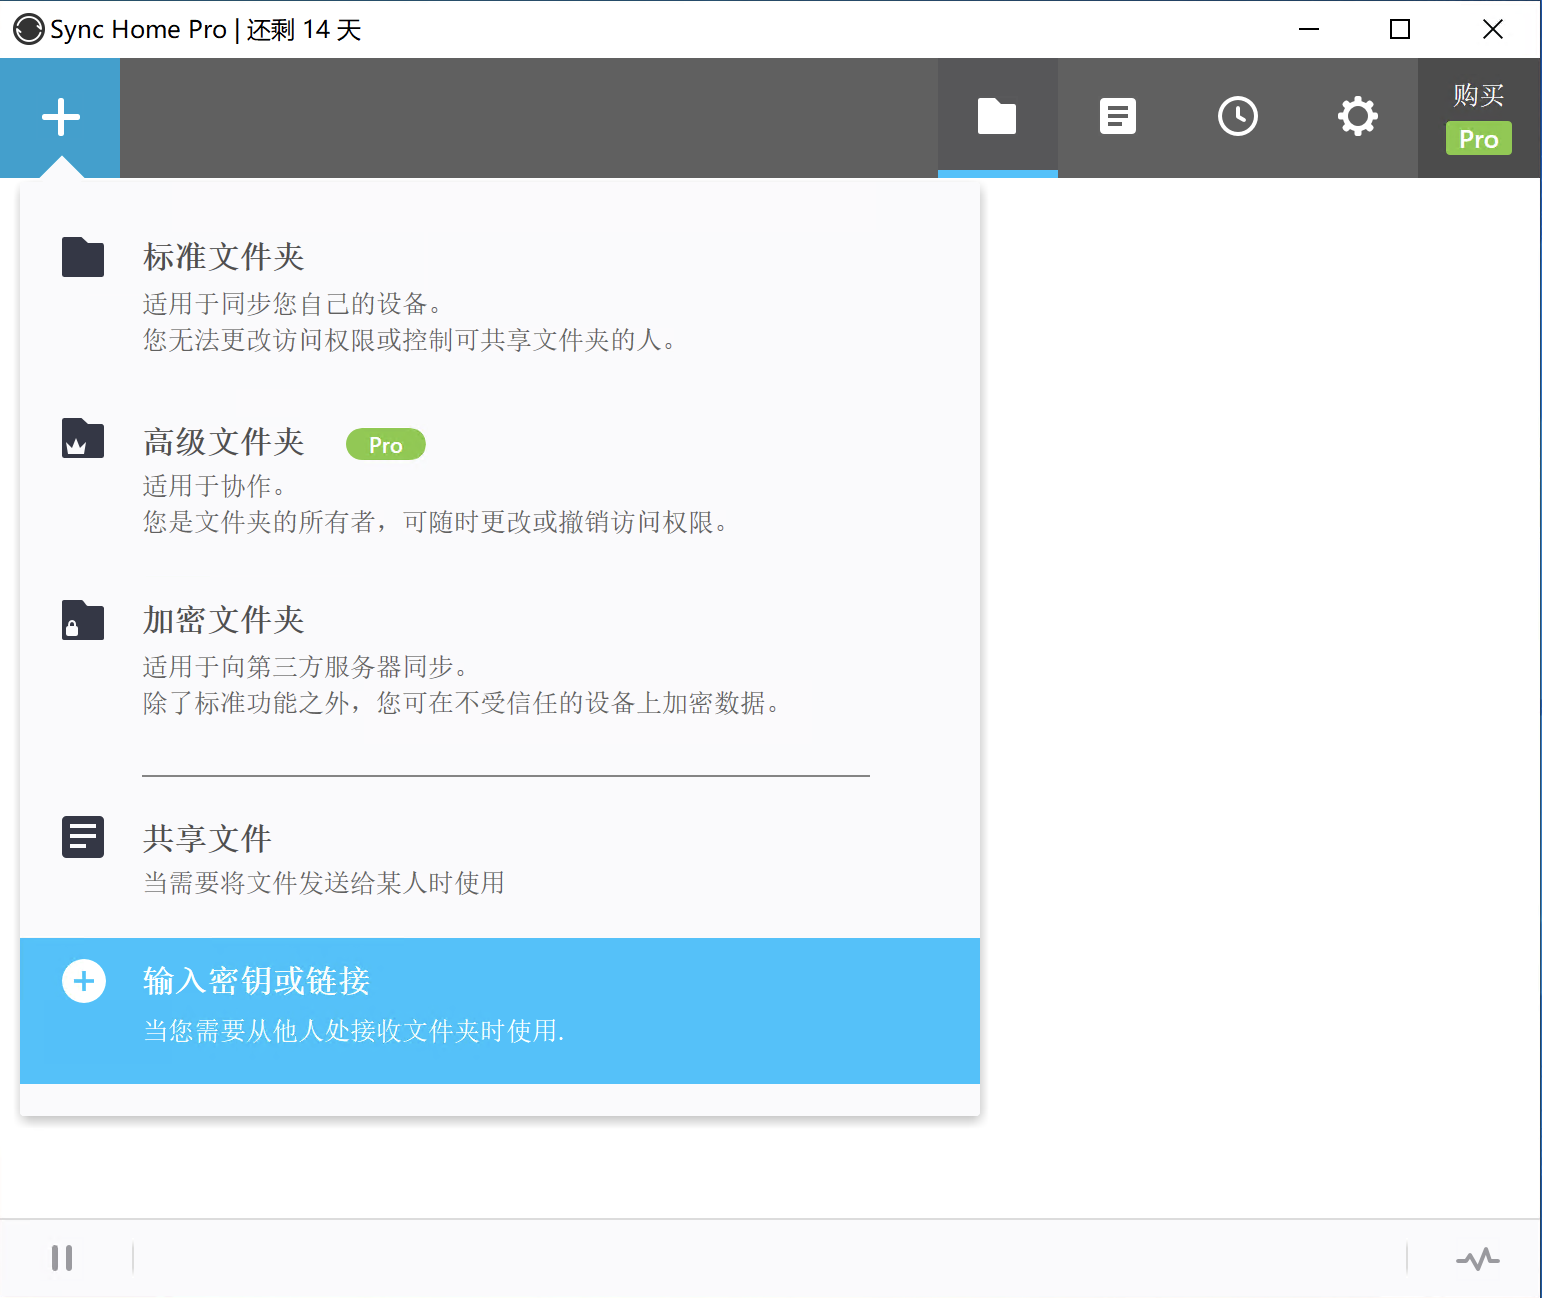 Sync Home Pro | 还剩 14 天
购买
Pro
标准文件夹
适用于同步您自己的设备。
您无法更改访问权限或控制可共享文件夹的人。
高级文件夹 Pro
适用于协作。
您是文件夹的所有者，可随时更改或撤销访问权限。
加密文件夹
适用于向第三方服务器同步。
除了标准功能之外，您可在不受信任的设备上加密数据。
共享文件
当需要将文件发送给某人时使用
输入密钥或链接
当您需要从他人处接收文件夹时使用.